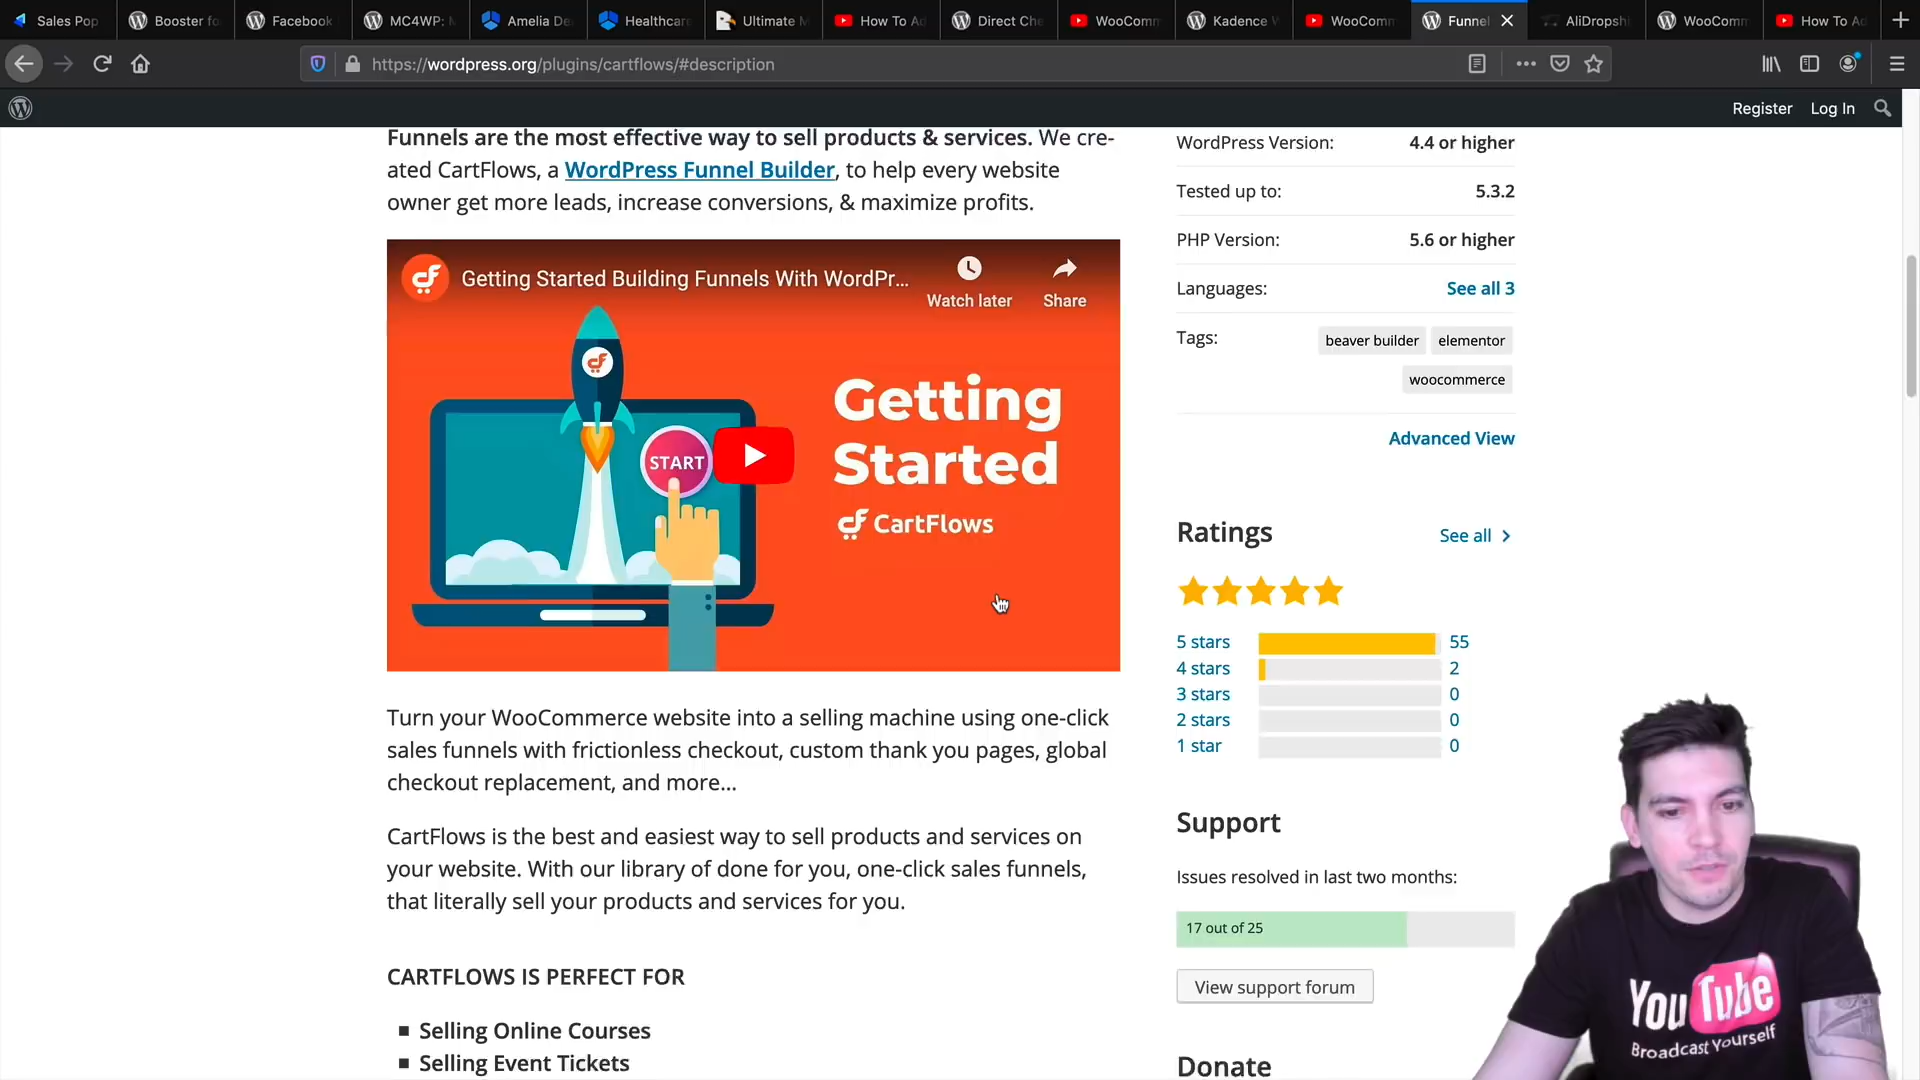 Sales Pop
Booster fo
Facebook
MC4WP: M
Amelia De
Healthcare
Ultimate M
How To Ad
Direct Che
WooComm
Kadence W
WooComm
Funnel
AliDropshi
WooComm
How To Ad
https://wordpress.org/plugins/cartflows/#description
Register Log In
Funnels are the most effective way to sell products & services. We cre-
ated CartFlows, a WordPress Funnel Builder, to help every website
owner get more leads, increase conversions, & maximize profits.
Getting Started Building Funnels With WordPr...
Watch later
Share
START
Getting
Started
CartFlows
Turn your WooCommerce website into a selling machine using one-click
sales funnels with frictionless checkout, custom thank you pages, global
checkout replacement, and more...
CartFlows is the best and easiest way to sell products and services on
your website. With our library of done for you, one-click sales funnels,
that literally sell your products and services for you.
CARTFLOWS IS PERFECT FOR
Selling Online Courses
Selling Event Tickets
WordPress Version: 4.4 or higher
Tested up to: 5.3.2
PHP Version: 5.6 or higher
Languages: See all 3
Tags: beaver builder elementor
woocommerce
Advanced View
Ratings See all
5 stars 55
4 stars 2
3 stars 0
2 stars 0
1 star 0
Support
Issues resolved in last two months:
17 out of 25
View support forum
Donate
YouTube
Broadcast Yourself